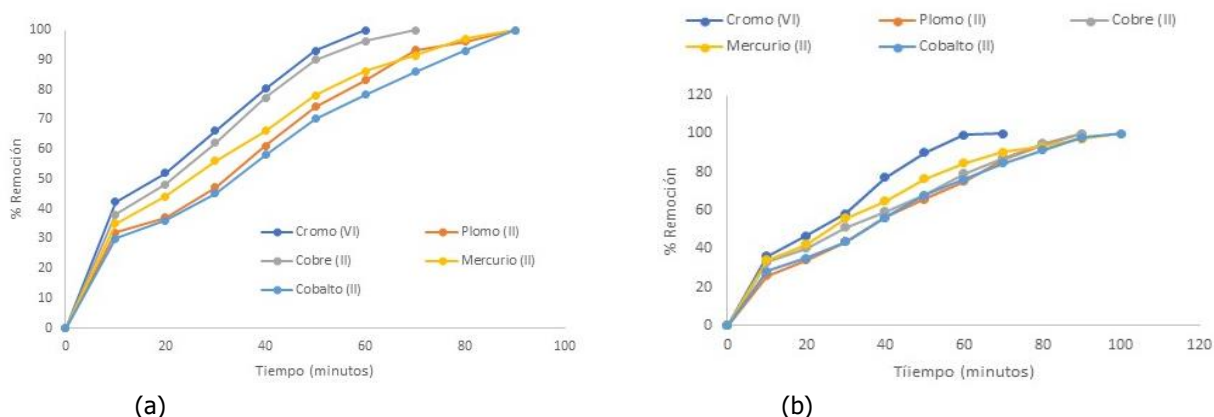 100
90
80
70
60
50
40
30
20
10
0
% Remoción
Cromo (VI) Plomo (II)
Cobre (II) Mercurio (II)
Cobalto (II)
0 20 40 60 80 100
Tiempo (minutos)
(a)
Cromo (VI) Plomo (II) Cobre (II)
Mercurio (II) Cobalto (II)
120
100
80
60
40
20
0
% Remoción
0 20 40 60 80 100 120
Tíiempo (minutos)
(b)